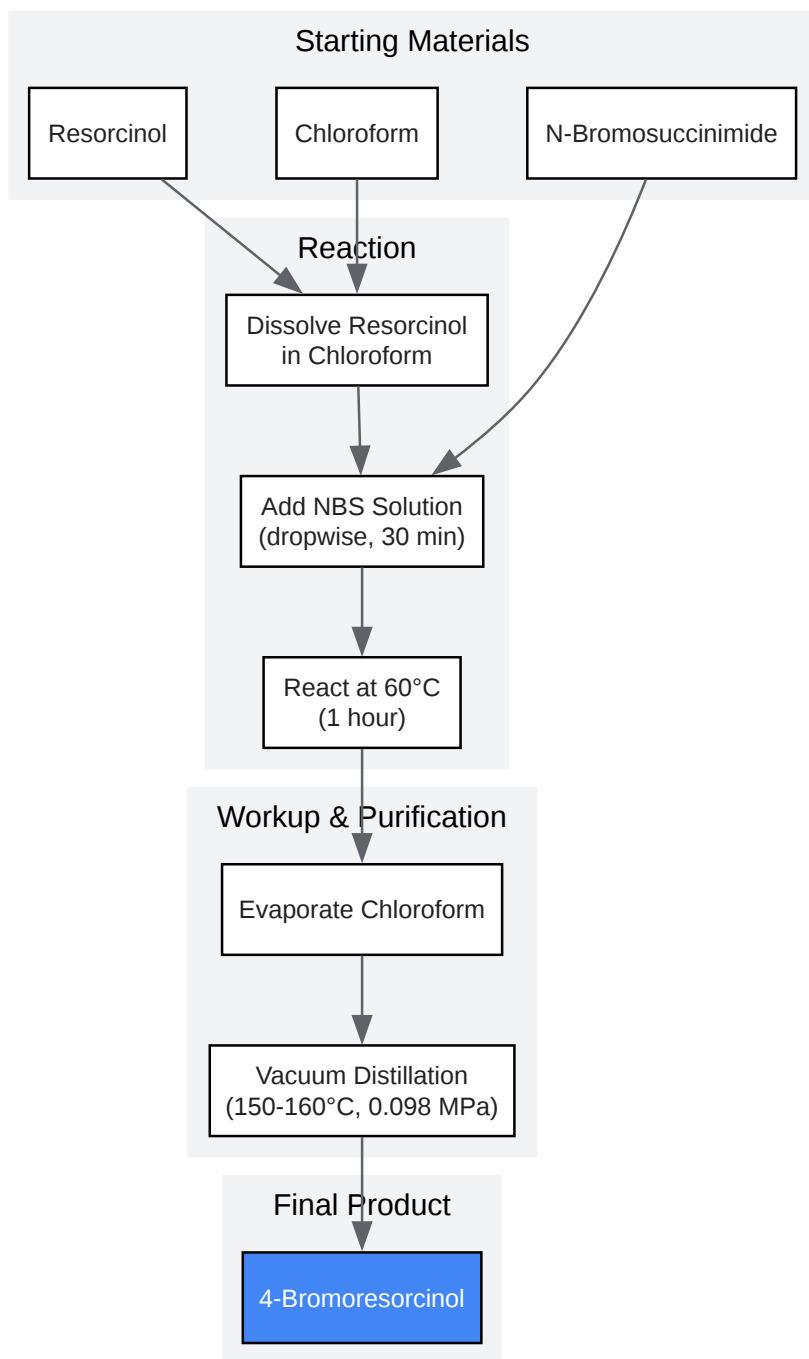 Starting Materials
Resorcinol
Chloroform
N-Bromosuccinimide
Reaction
Dissolve Resorcinol
in Chloroform
Add NBS Solution
(dropwise, 30 min)
React at 60°C
(1 hour)
Workup & Purification
Evaporate Chloroform
Vacuum Distillation
(150-160°C, 0.098 MPa)
Final Product
4-Bromoresorcinol